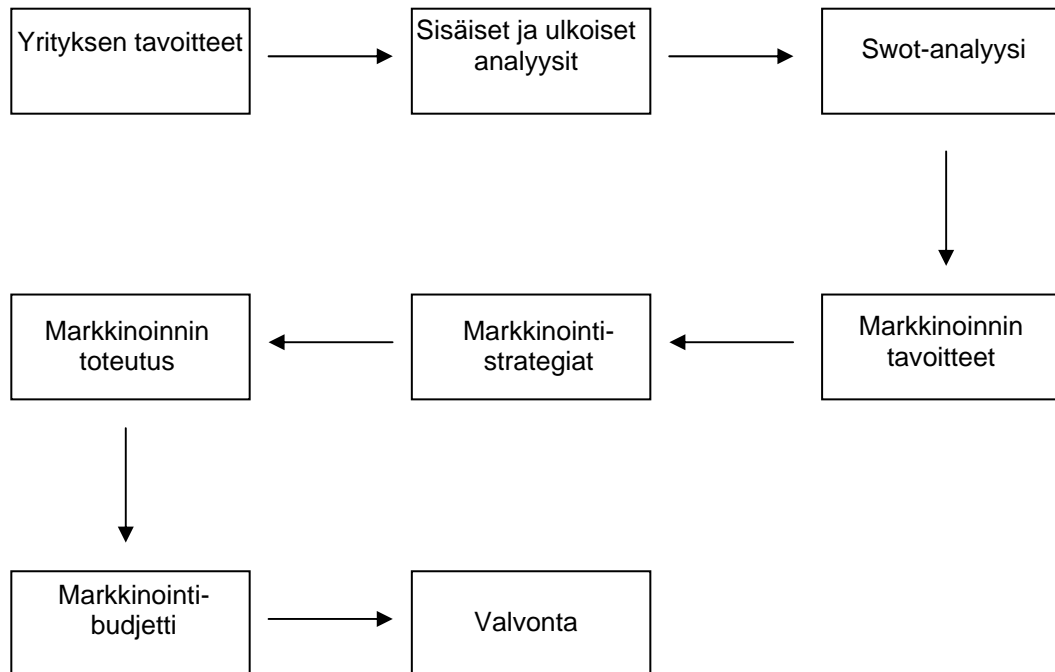 Yrityksen tavoitteet
Sisäiset ja ulkoiset
analyysit
Swot-analyysi
Markkinoinnin
tavoitteet
Markkinointi-
strategiat
Markkinoinnin
toteutus
Markkinointi-
budjetti
Valvonta